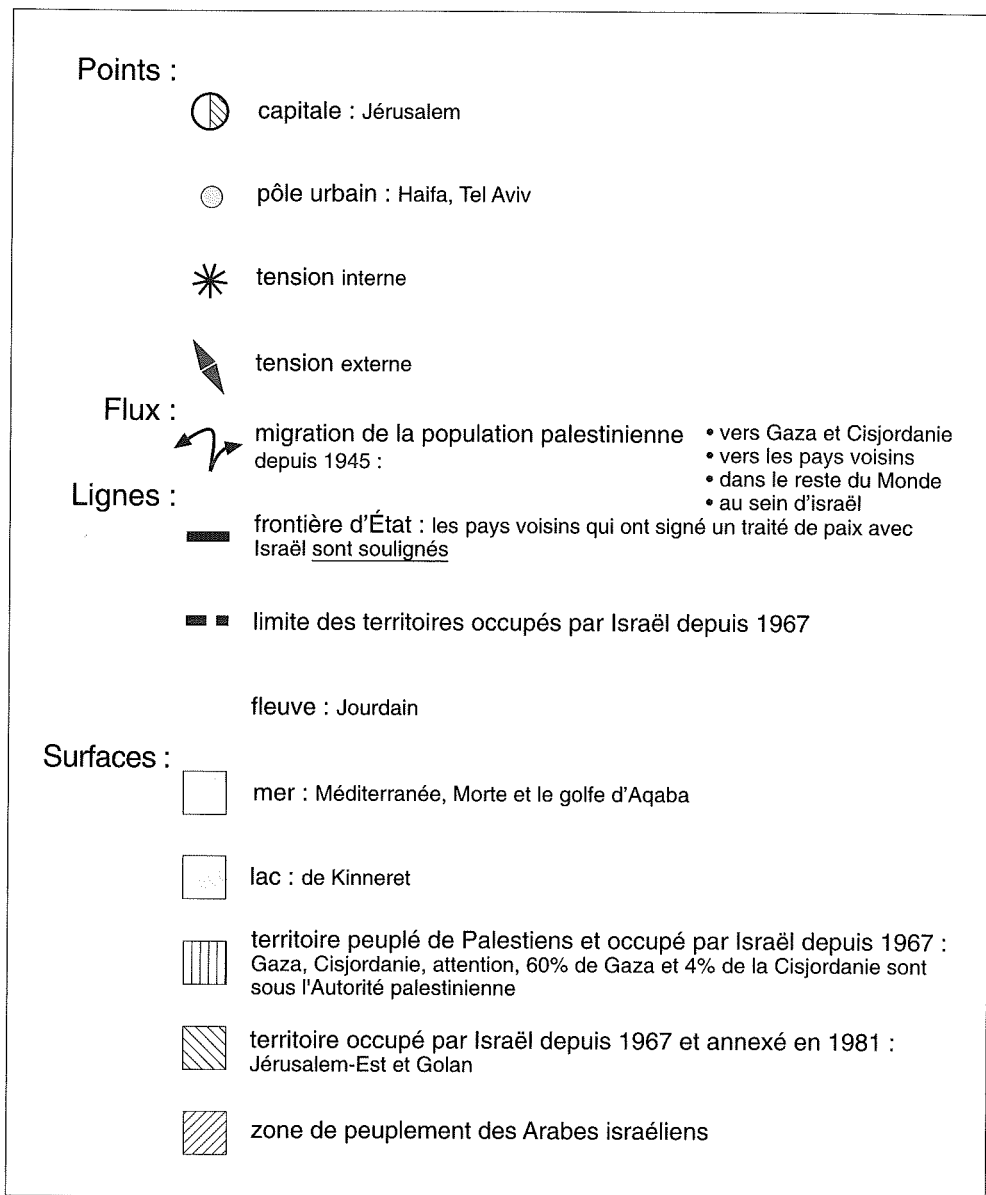 Points :
capitale : Jérusalem
pôle urbain : Haifa, Tel Aviv
tension interne
tension externe
Flux :
migration de la population palestinienne
depuis 1945 :
• vers Gaza et Cisjordanie
• vers les pays voisins
• dans le reste du Monde
• au sein d'israël
Lignes :
frontière d'État : les pays voisins qui ont signé un traité de paix avec
Israël sont soulignés
limite des territoires occupés par Israël depuis 1967
fleuve : Jourdain
Surfaces :
mer : Méditerranée, Morte et le golfe d'Aqaba
lac : de Kinneret
territoire peuplé de Palestiens et occupé par Israël depuis 1967 :
Gaza, Cisjordanie, attention, 60% de Gaza et 4% de la Cisjordanie sont
sous l'Autorité palestinienne
territoire occupé par Israël depuis 1967 et annexé en 1981 :
Jérusalem-Est et Golan
zone de peuplement des Arabes israéliens